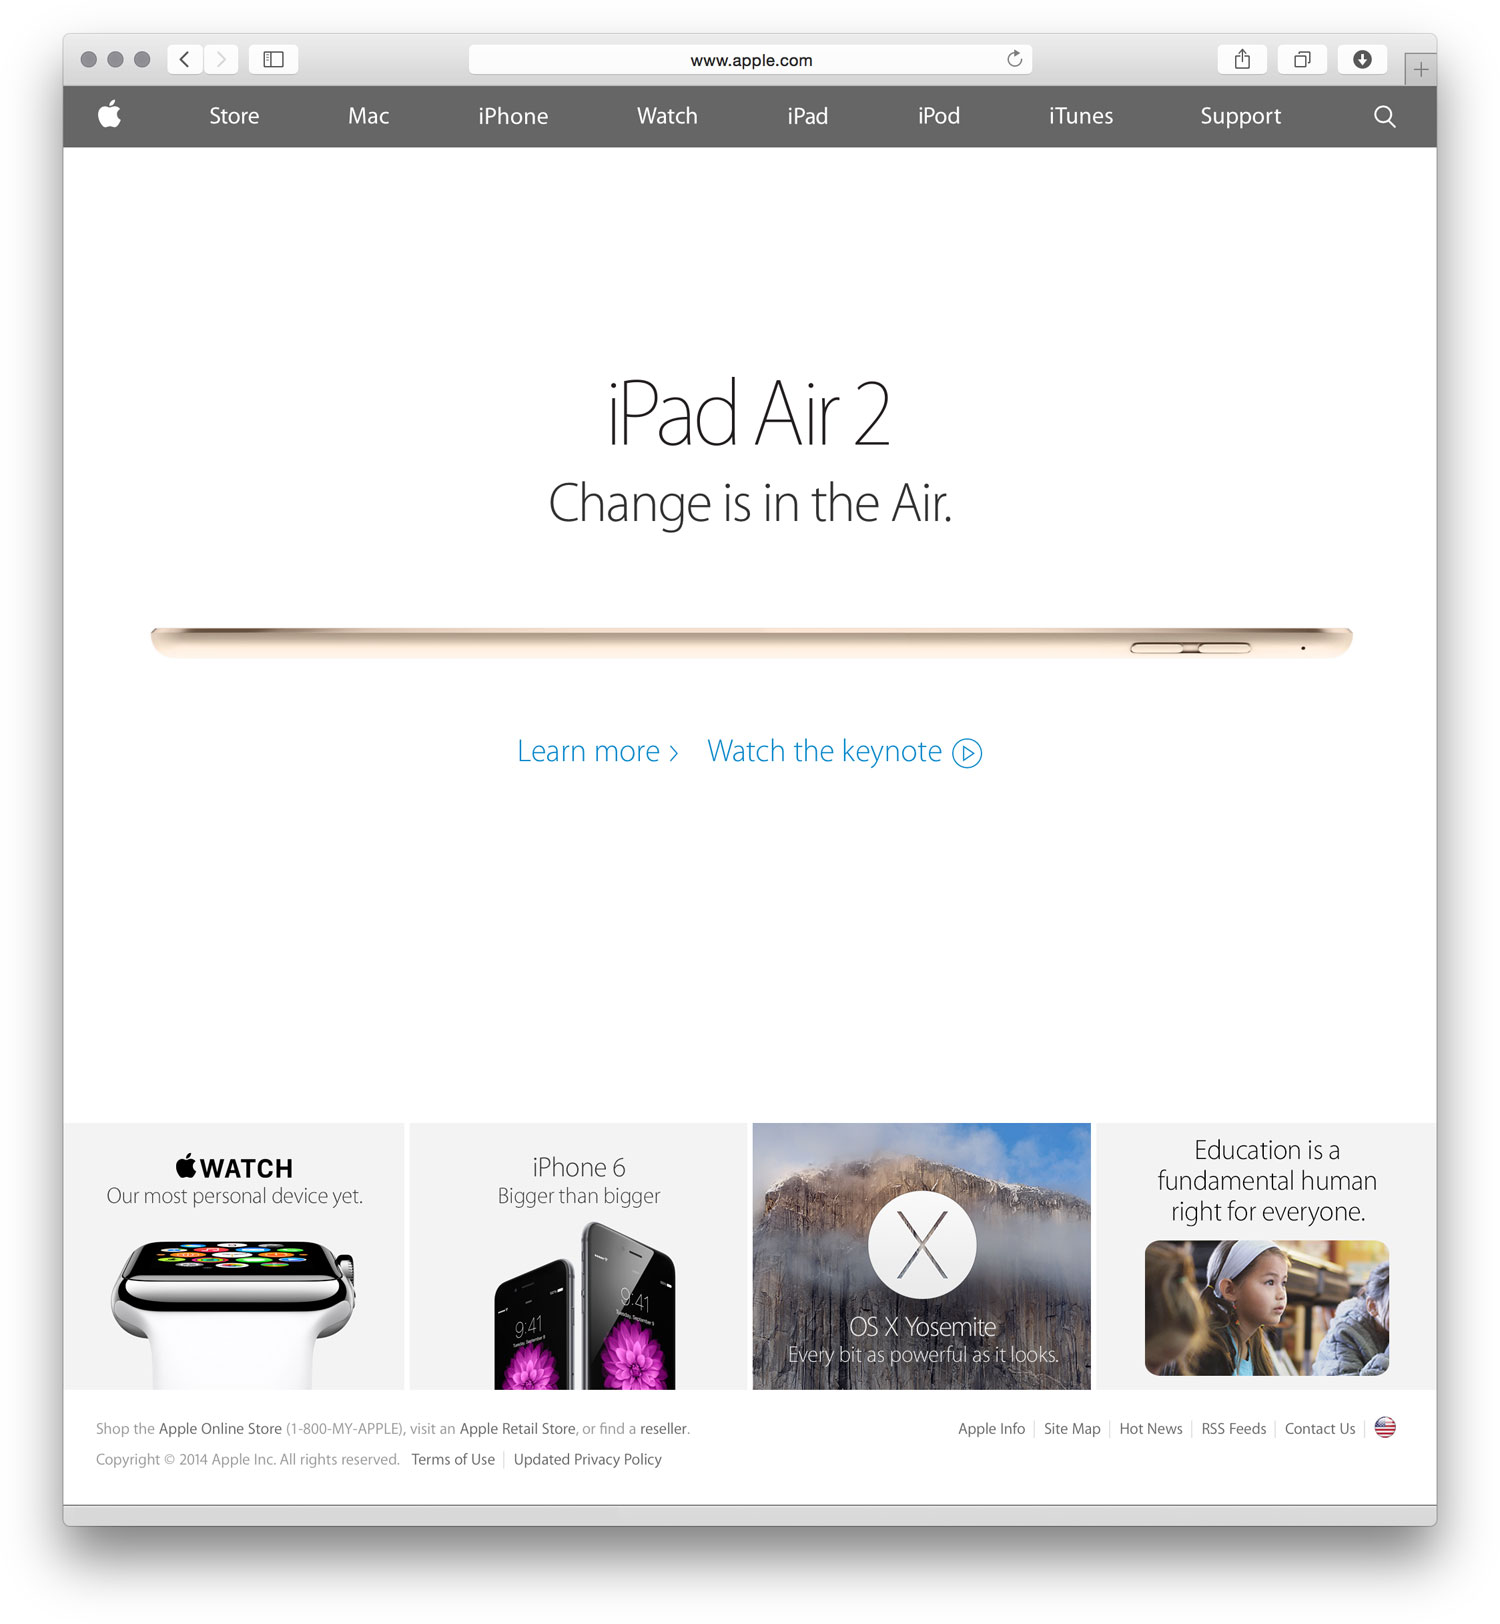 www.apple.com
Store Mac iPhone Watch iPad iPod iTunes Support
iPad Air 2
Change is in the Air.
Learn more Watch the keynote
WATCH
Our most personal device yet.
iPhone 6
Bigger than bigger
9:41
Tuesday, September 9
9:41
Tuesday, September 9
OS X Yosemite
Every bit as powerful as it looks.
Education is a
fundamental human
right for everyone.
Shop the Apple Online Store (1-800-MY-APPLE), visit an Apple Retail Store, or find a reseller.
Apple Info Site Map Hot News RSS Feeds Contact Us
Copyright © 2014 Apple Inc. All rights reserved. Terms of Use Updated Privacy Policy